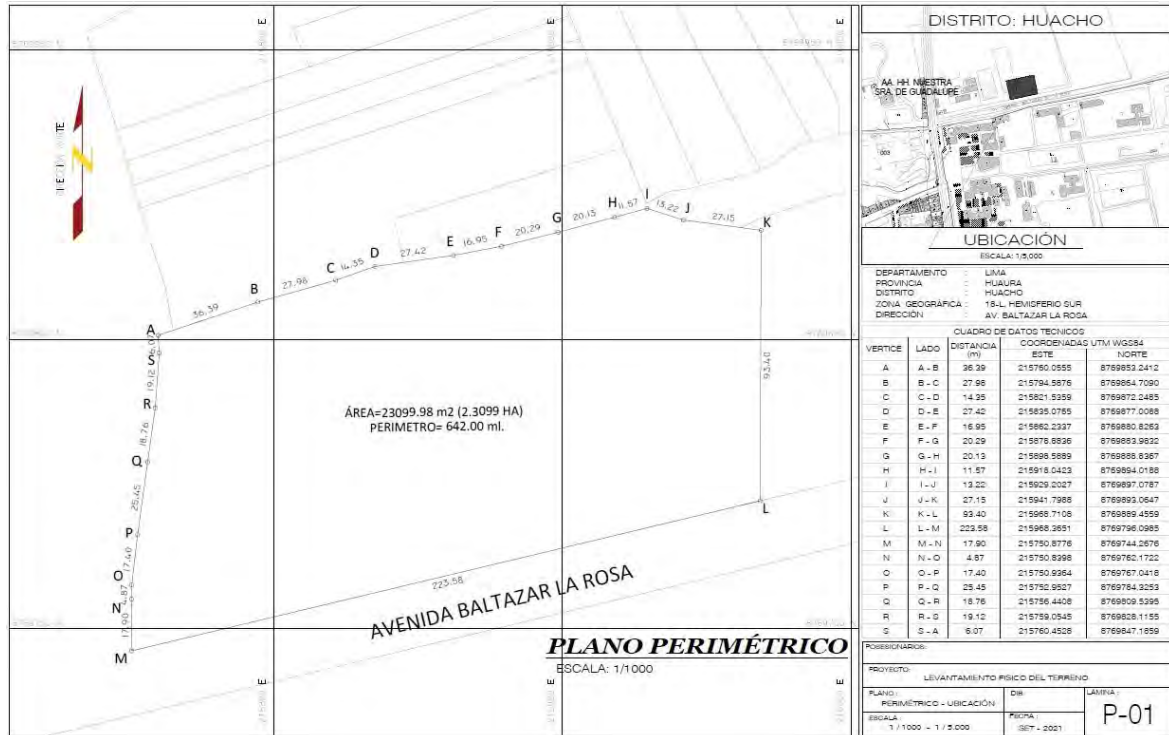 A
B
C
D
E
F
G
H
I
J
K
L
M
N
O
P
Q
R
S
36.39
27.98
14.35
27.42
16.95
20.29
20.13
11.57
13.22
27.15
93.40
223.58
17.90
4.87
17.40
25.45
18.76
19.12
6.07
E
E
E
E
E
ÁREA=23099.98 m2 (2.3099 HA)
PERIMETRO= 642.00 ml.
AVENIDA BALTAZAR LA ROSA
PLANO PERIMÉTRICO
ESCALA: 1/1000
DISTRITO: HUACHO
AA. HH. NUESTRA
SRA. DE GUADALUPE
UBICACIÓN
ESCALA: 1/5,000
DEPARTAMENTO : LIMA
PROVINCIA : HUAURA
DISTRITO : HUACHO
ZONA GEOGRÁFICA : 18-L, HEMISFERIO SUR
DIRECCIÓN : AV. BALTAZAR LA ROSA
CUADRO DE DATOS TECNICOS
VERTICE LADO DISTANCIA (m) COORDENADAS UTM WGS84
ESTE NORTE
A A - B 36.39 215760.0555 8769853.2412
B B - C 27.98 215794.5876 8769864.7090
C C - D 14.35 215821.5359 8769872.2485
D D - E 27.42 215835.0765 8769877.0088
E E - F 16.95 215862.2337 8769880.8263
F F - G 20.29 215878.8836 8769883.9832
G G - H 20.13 215898.5889 8769888.8367
H H - I 11.57 215918.0423 8769894.0188
I I - J 13.22 215929.2027 8769897.0787
J J - K 27.15 215941.7988 8769893.0647
K K - L 93.40 215968.7108 8769889.4559
L L - M 223.58 215968.3651 8769796.0985
M M - N 17.90 215750.8776 8769744.2676
N N - O 4.87 215750.8398 8769762.1722
O O - P 17.40 215750.9364 8769767.0418
P P - Q 25.45 215752.9527 8769784.3253
Q Q - R 18.76 215756.4408 8769809.5395
R R - S 19.12 215759.0545 8769828.1155
S S - A 6.07 215760.4528 8769847.1859
POSESIONARIOS:
PROYECTO:
LEVANTAMIENTO FISICO DEL TERRENO
PLANO :
PERIMÉTRICO - UBICACIÓN
DIB:
LÁMINA :
P-01
ESCALA :
1 / 1000 - 1 / 5.000
FECHA :
SET - 2021